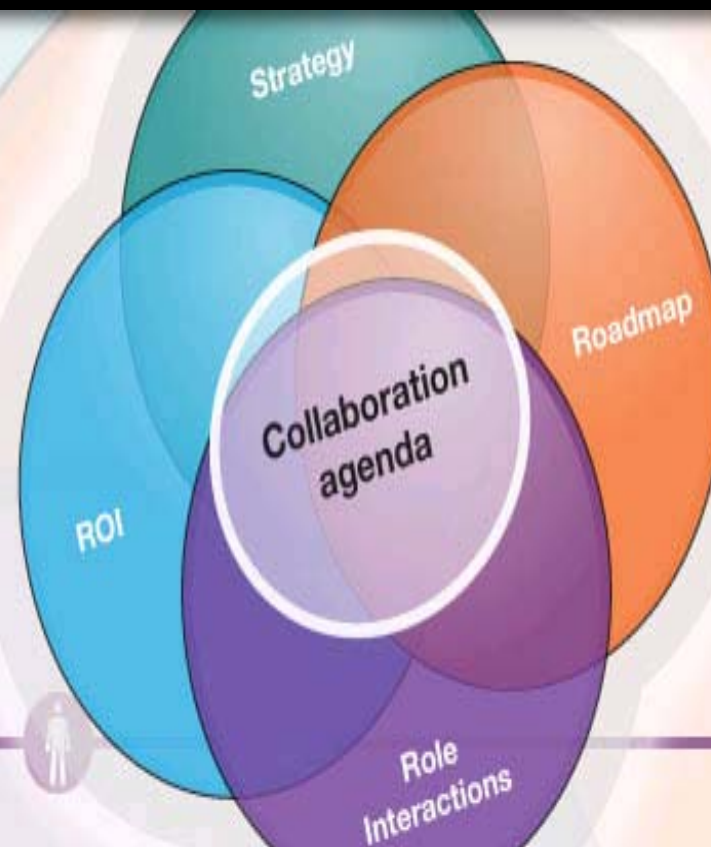 Strategy
Roadmap
Collaboration
agenda
ROI
Role
Interactions